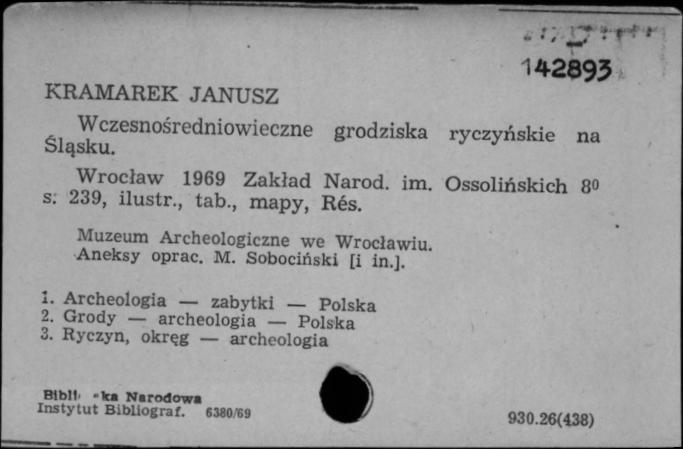 142893
KRAMAREK JANUSZ
Wczesnośredniowieczne grodziska ryczyńskie na
Śląsku.
Wrocław 1969 Zakład Narod. im. Ossolińskich 8⁰
s. 239, ilustr., tab., mapy, Rés.
Muzeum Archeologiczne we Wrocławiu.
Aneksy oprac. M. Sobociński [i in.].
1. Archeologia — zabytki — Polska
2. Grody — archeologia — Polska
3. Ryczyn, okręg — archeologia
Narodowa
Instytut Bibliograf. 6380/69
930.26(438)